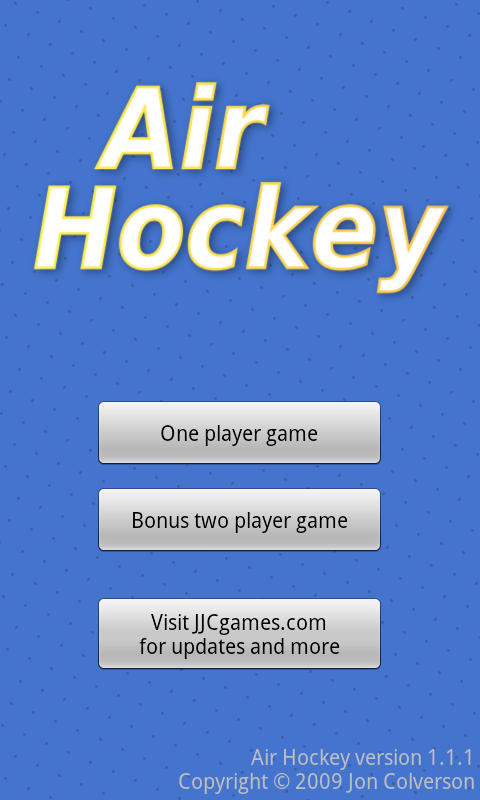 Air
Hockey
One player game
Bonus two player game
Visit JJCgames.com
for updates and more
Air Hockey version 1.1.1
Copyright © 2009 Jon Colverson